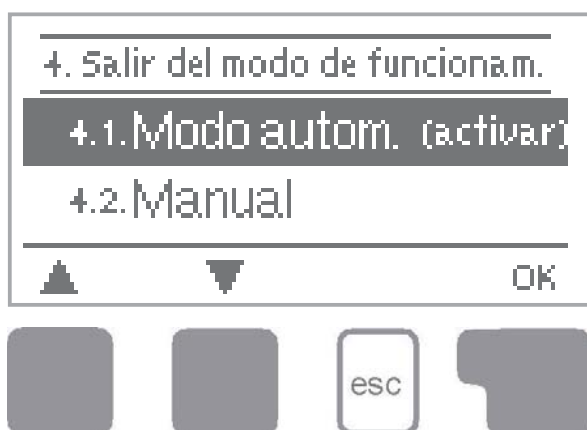 4. Salir del modo de funcionam.
4.1. Modo autom. (activar)
4.2. Manual
OK
esc